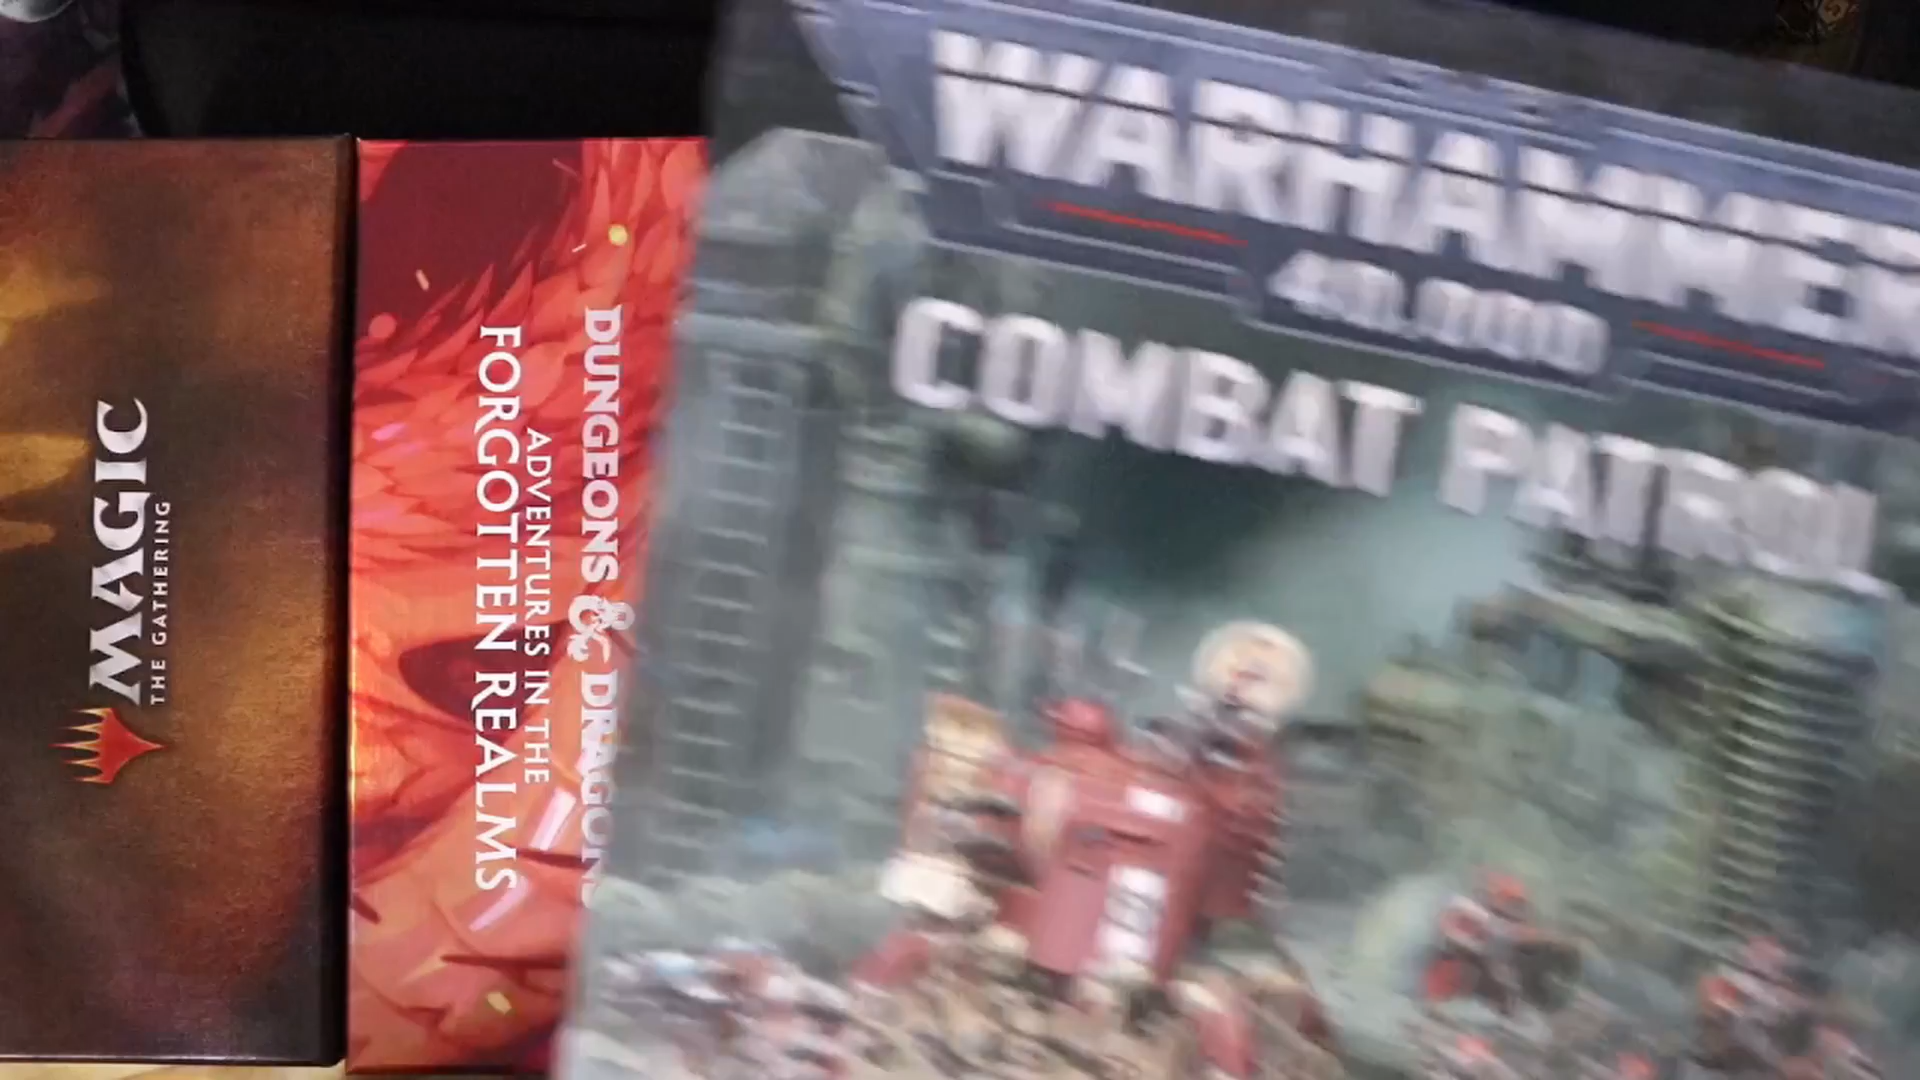 MAGIC
THE GATHERING
DUNGEONS & DRAGONS
ADVENTURES IN THE
FORGOTTEN REALMS
WARHAMMER
40,000
COMBAT PATROL